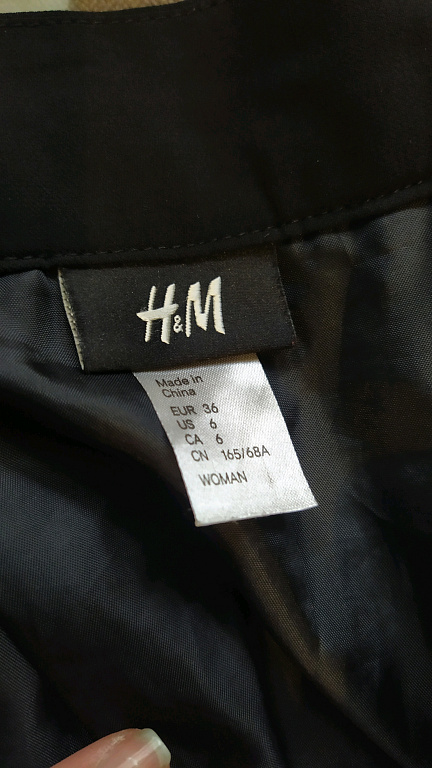 H&M
Made in
China
EUR 36
US 6
CA 6
CN 165/68A
WOMAN